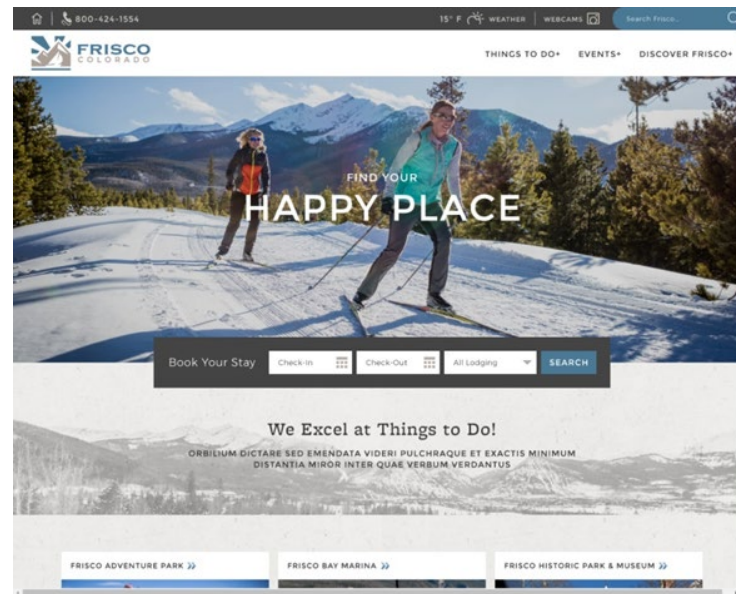 800-424-1554
15° F WEATHER WEBCAMS Search Frisco...
FRISCO
COLORADO
THINGS TO DO+ EVENTS+ DISCOVER FRISCO+
FIND YOUR
HAPPY PLACE
Book Your Stay Check-In Check-Out All Lodging SEARCH
We Excel at Things to Do!
ORBILIUM DICTARE SED EMENDATA VIDERI PULCHRAQUE ET EXACTIS MINIMUM
DISTANTIA MIROR INTER QUAE VERBUM VERDANTUS
FRISCO ADVENTURE PARK »
FRISCO BAY MARINA »
FRISCO HISTORIC PARK & MUSEUM »